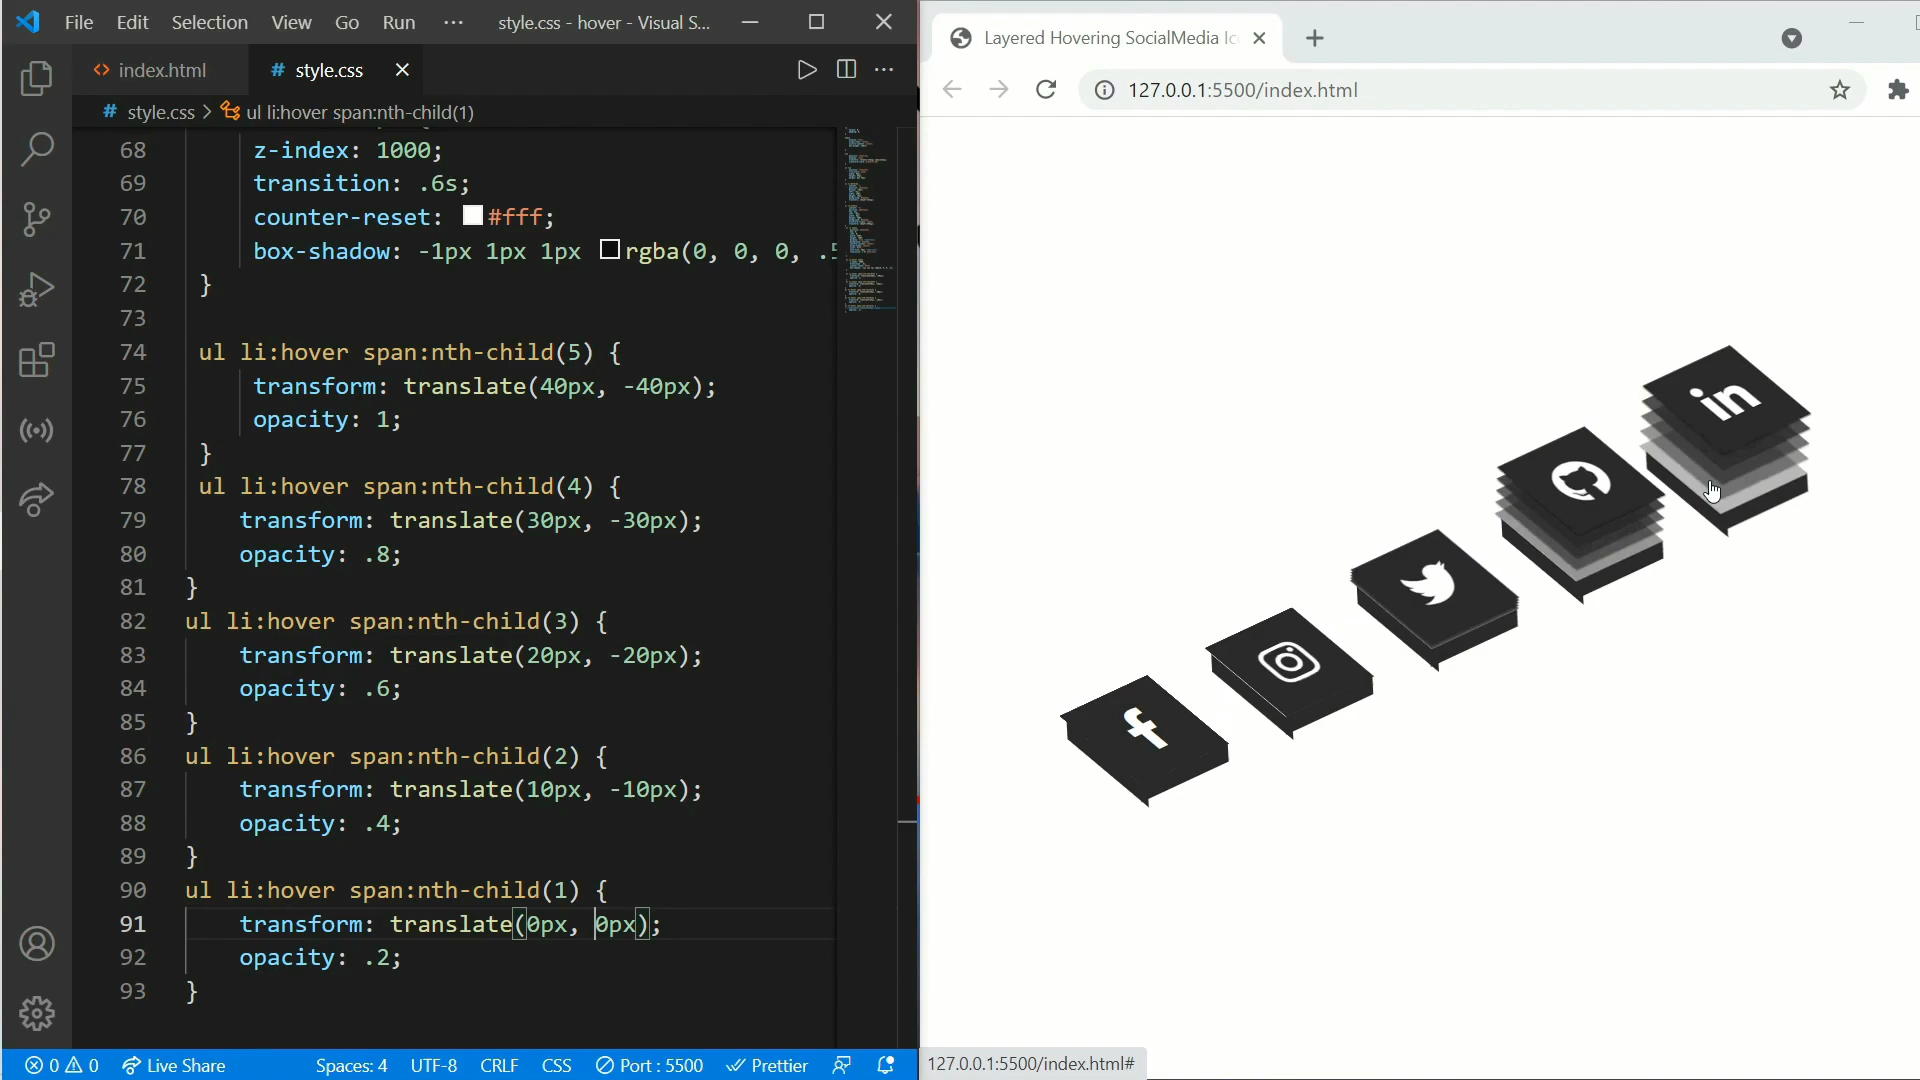 File Edit Selection View Go Run ··· style.css - hover - Visual S...
index.html # style.css
# style.css > ul li:hover span:nth-child(1)
68 z-index: 1000;
69 transition: .6s;
70 counter-reset: #fff;
71 box-shadow: -1px 1px 1px rgba(0, 0, 0, .5
72 }
73
74 ul li:hover span:nth-child(5) {
75 transform: translate(40px, -40px);
76 opacity: 1;
77 }
78 ul li:hover span:nth-child(4) {
79 transform: translate(30px, -30px);
80 opacity: .8;
81 }
82 ul li:hover span:nth-child(3) {
83 transform: translate(20px, -20px);
84 opacity: .6;
85 }
86 ul li:hover span:nth-child(2) {
87 transform: translate(10px, -10px);
88 opacity: .4;
89 }
90 ul li:hover span:nth-child(1) {
91 transform: translate(0px, 0px);
92 opacity: .2;
93 }
0 0 Live Share Spaces: 4 UTF-8 CRLF CSS Port : 5500 Prettier
Layered Hovering SocialMedia Ic
127.0.0.1:5500/index.html
in
f
127.0.0.1:5500/index.html#